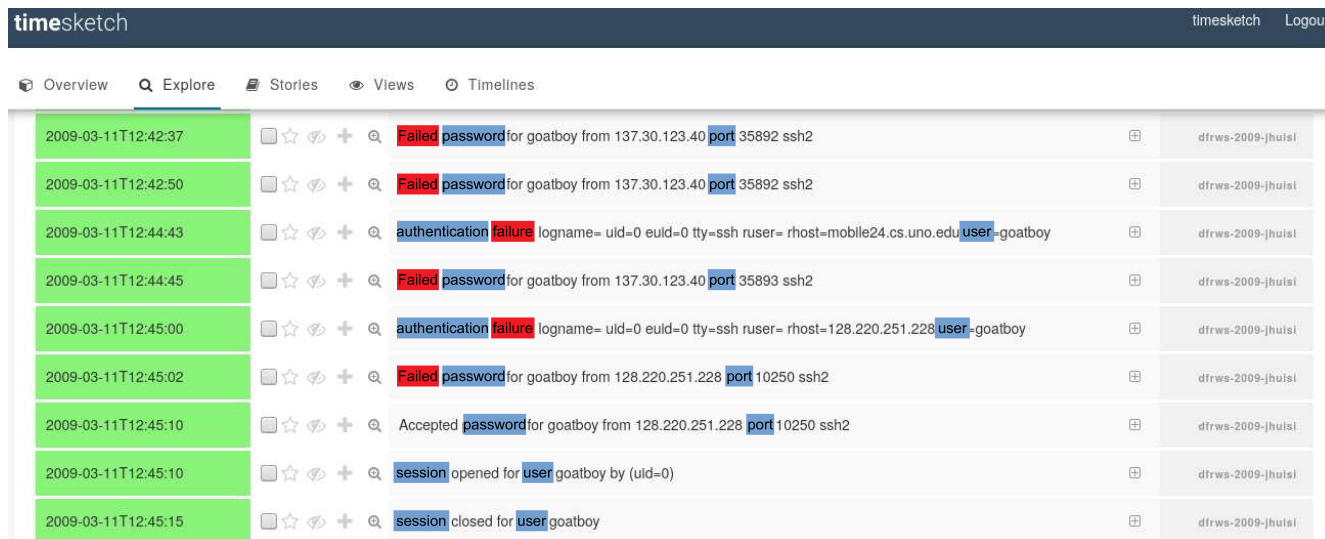 timesketch
timesketch Logou
Overview Explore Stories Views Timelines
2009-03-11T12:42:37 Failed password for goatboy from 137.30.123.40 port 35892 ssh2 dfrws-2009-jhuisi
2009-03-11T12:42:50 Failed password for goatboy from 137.30.123.40 port 35892 ssh2 dfrws-2009-jhuisi
2009-03-11T12:44:43 authentication failure logname= uid=0 euid=0 tty=ssh ruser= rhost=mobile24.cs.uno.edu user =goatboy dfrws-2009-jhuisi
2009-03-11T12:44:45 Failed password for goatboy from 137.30.123.40 port 35893 ssh2 dfrws-2009-jhuisi
2009-03-11T12:45:00 authentication failure logname= uid=0 euid=0 tty=ssh ruser= rhost=128.220.251.228 user =goatboy dfrws-2009-jhuisi
2009-03-11T12:45:02 Failed password for goatboy from 128.220.251.228 port 10250 ssh2 dfrws-2009-jhuisi
2009-03-11T12:45:10 Accepted password for goatboy from 128.220.251.228 port 10250 ssh2 dfrws-2009-jhuisi
2009-03-11T12:45:10 session opened for user goatboy by (uid=0) dfrws-2009-jhuisi
2009-03-11T12:45:15 session closed for user goatboy dfrws-2009-jhuisi